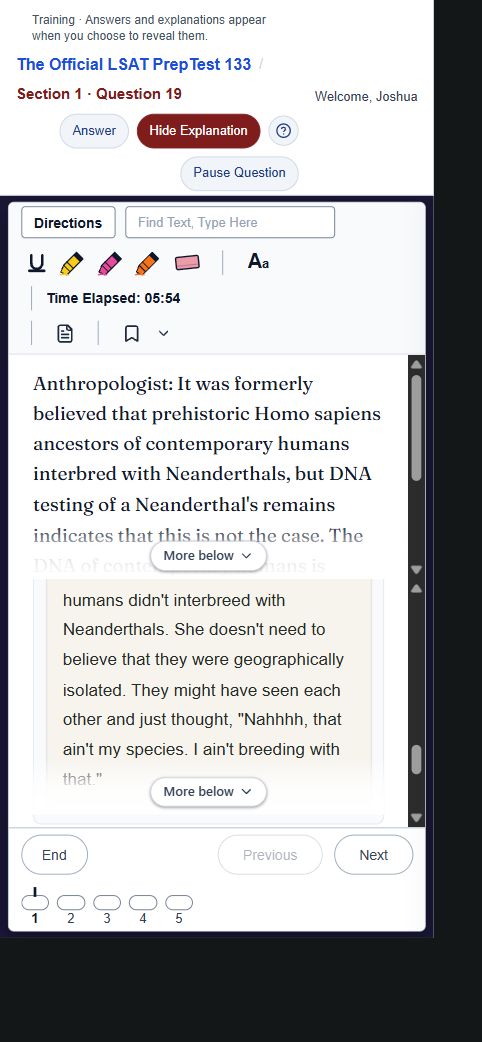 Training · Answers and explanations appear
when you choose to reveal them.
The Official LSAT PrepTest 133 /
Section 1 · Question 19
Welcome, Joshua
Answer
Hide Explanation
?
Pause Question
Directions
Find Text, Type Here
U
Aa
Time Elapsed: 05:54
Anthropologist: It was formerly
believed that prehistoric Homo sapiens
ancestors of contemporary humans
interbred with Neanderthals, but DNA
testing of a Neanderthal's remains
indicates that this is not the case. The
DNA of is
More below
humans didn't interbreed with
Neanderthals. She doesn't need to
believe that they were geographically
isolated. They might have seen each
other and just thought, "Nahhhh, that
ain't my species. I ain't breeding with
that."
More below
End
Previous
Next
1
2
3
4
5